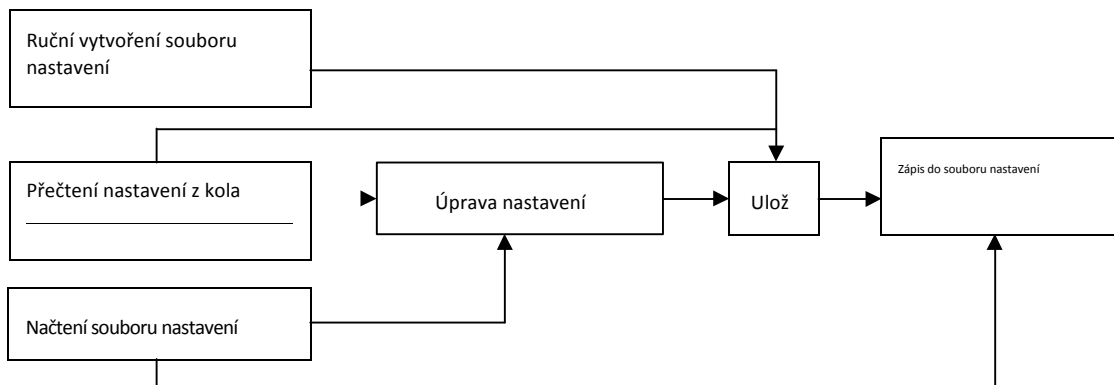 Ruční vytvoření souboru
nastavení
Přečtení nastavení z kola
Úprava nastavení
Ulož
Zápis do souboru nastavení
Načtení souboru nastavení